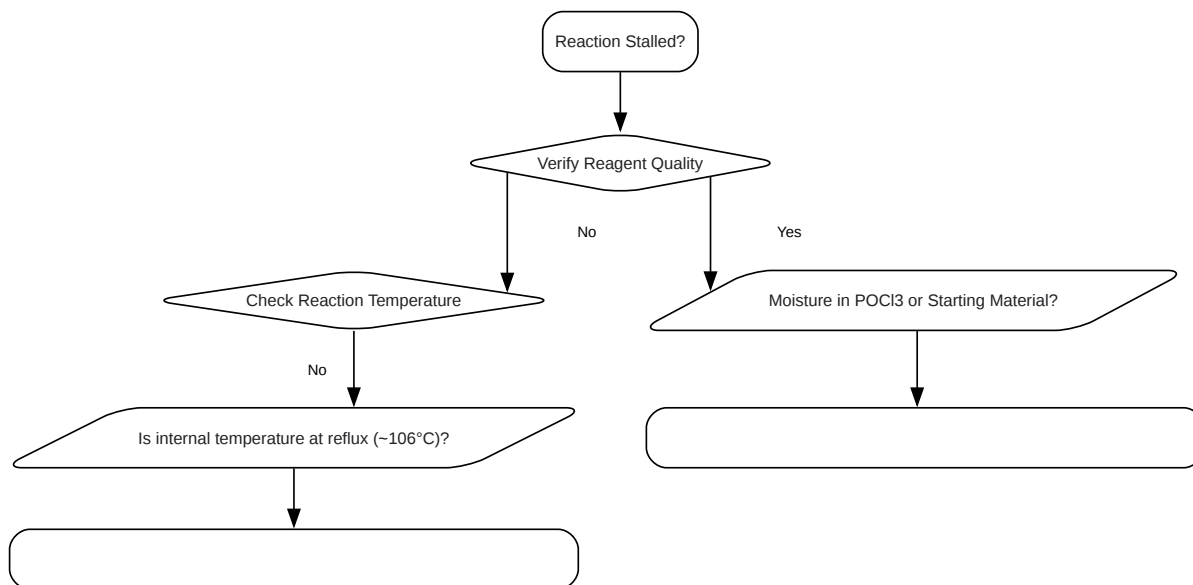 Reaction Stalled?
Verify Reagent Quality
No
Yes
Check Reaction Temperature
Moisture in POCl3 or Starting Material?
No
Is internal temperature at reflux (~106°C)?